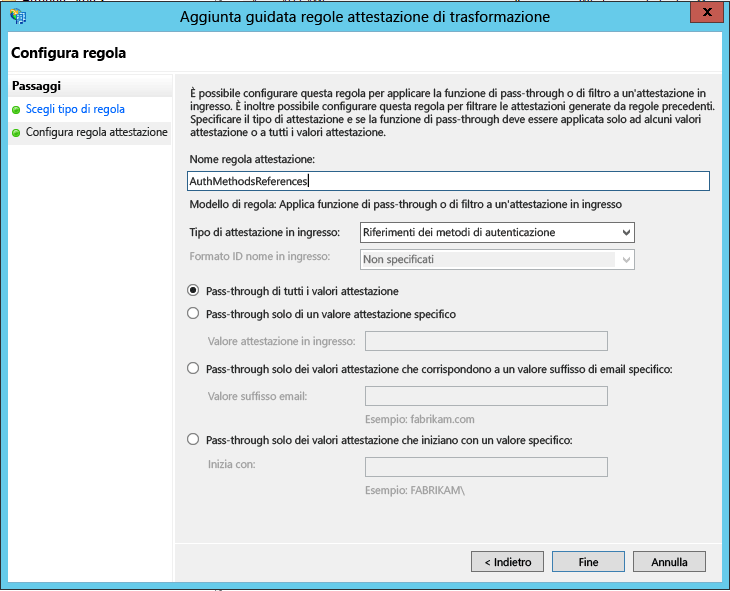 Aggiunta guidata regole attestazione di trasformazione
x
Configura regola
Passaggi
Scegli tipo di regola
Configura regola attestazione
È possibile configurare questa regola per applicare la funzione di pass-through o di filtro a un'attestazione in
ingresso. È inoltre possibile configurare questa regola per filtrare le attestazioni generate da regole precedenti.
Specificare il tipo di attestazione e se la funzione di pass-through deve essere applicata solo ad alcuni valori
attestazione o a tutti i valori attestazione.
Nome regola attestazione:
AuthMethodsReferences
Modello di regola: Applica funzione di pass-through o di filtro a un'attestazione in ingresso
Tipo di attestazione in ingresso: Riferimenti dei metodi di autenticazione
Formato ID nome in ingresso: Non specificati
Pass-through di tutti i valori attestazione
Pass-through solo di un valore attestazione specifico
Valore attestazione in ingresso:
Pass-through solo dei valori attestazione che corrispondono a un valore suffisso di email specifico:
Valore suffisso email:
Esempio: fabrikam.com
Pass-through solo dei valori attestazione che iniziano con un valore specifico:
Inizia con:
Esempio: FABRIKAM\
< Indietro Fine Annulla